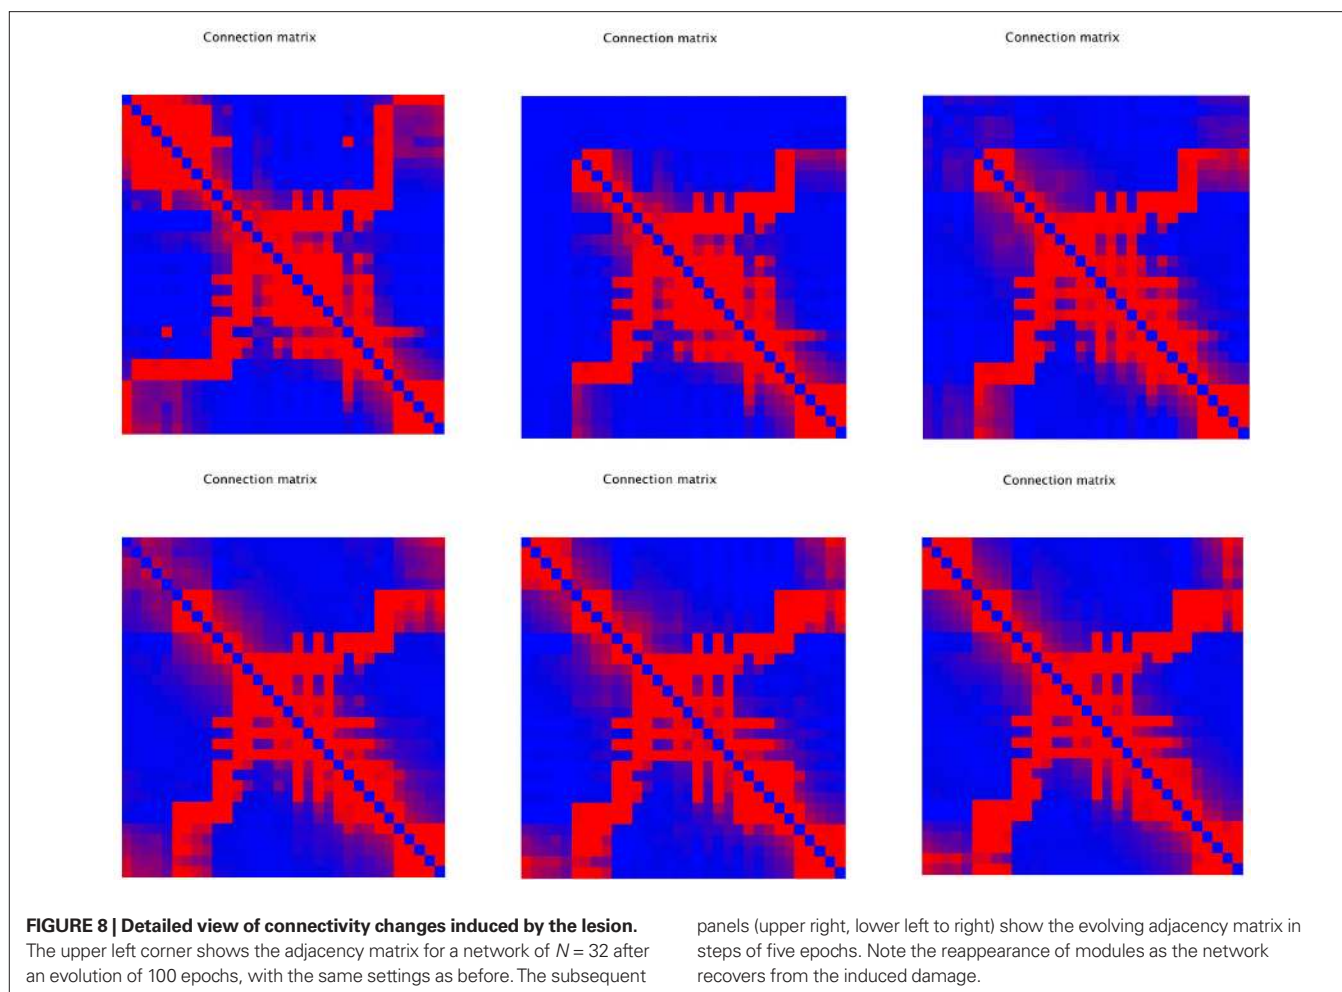 Connection matrix
Connection matrix
Connection matrix
Connection matrix
Connection matrix
Connection matrix
FIGURE 8 | Detailed view of connectivity changes induced by the lesion.
The upper left corner shows the adjacency matrix for a network of N = 32 after
an evolution of 100 epochs, with the same settings as before. The subsequent
panels (upper right, lower left to right) show the evolving adjacency matrix in
steps of five epochs. Note the reappearance of modules as the network
recovers from the induced damage.